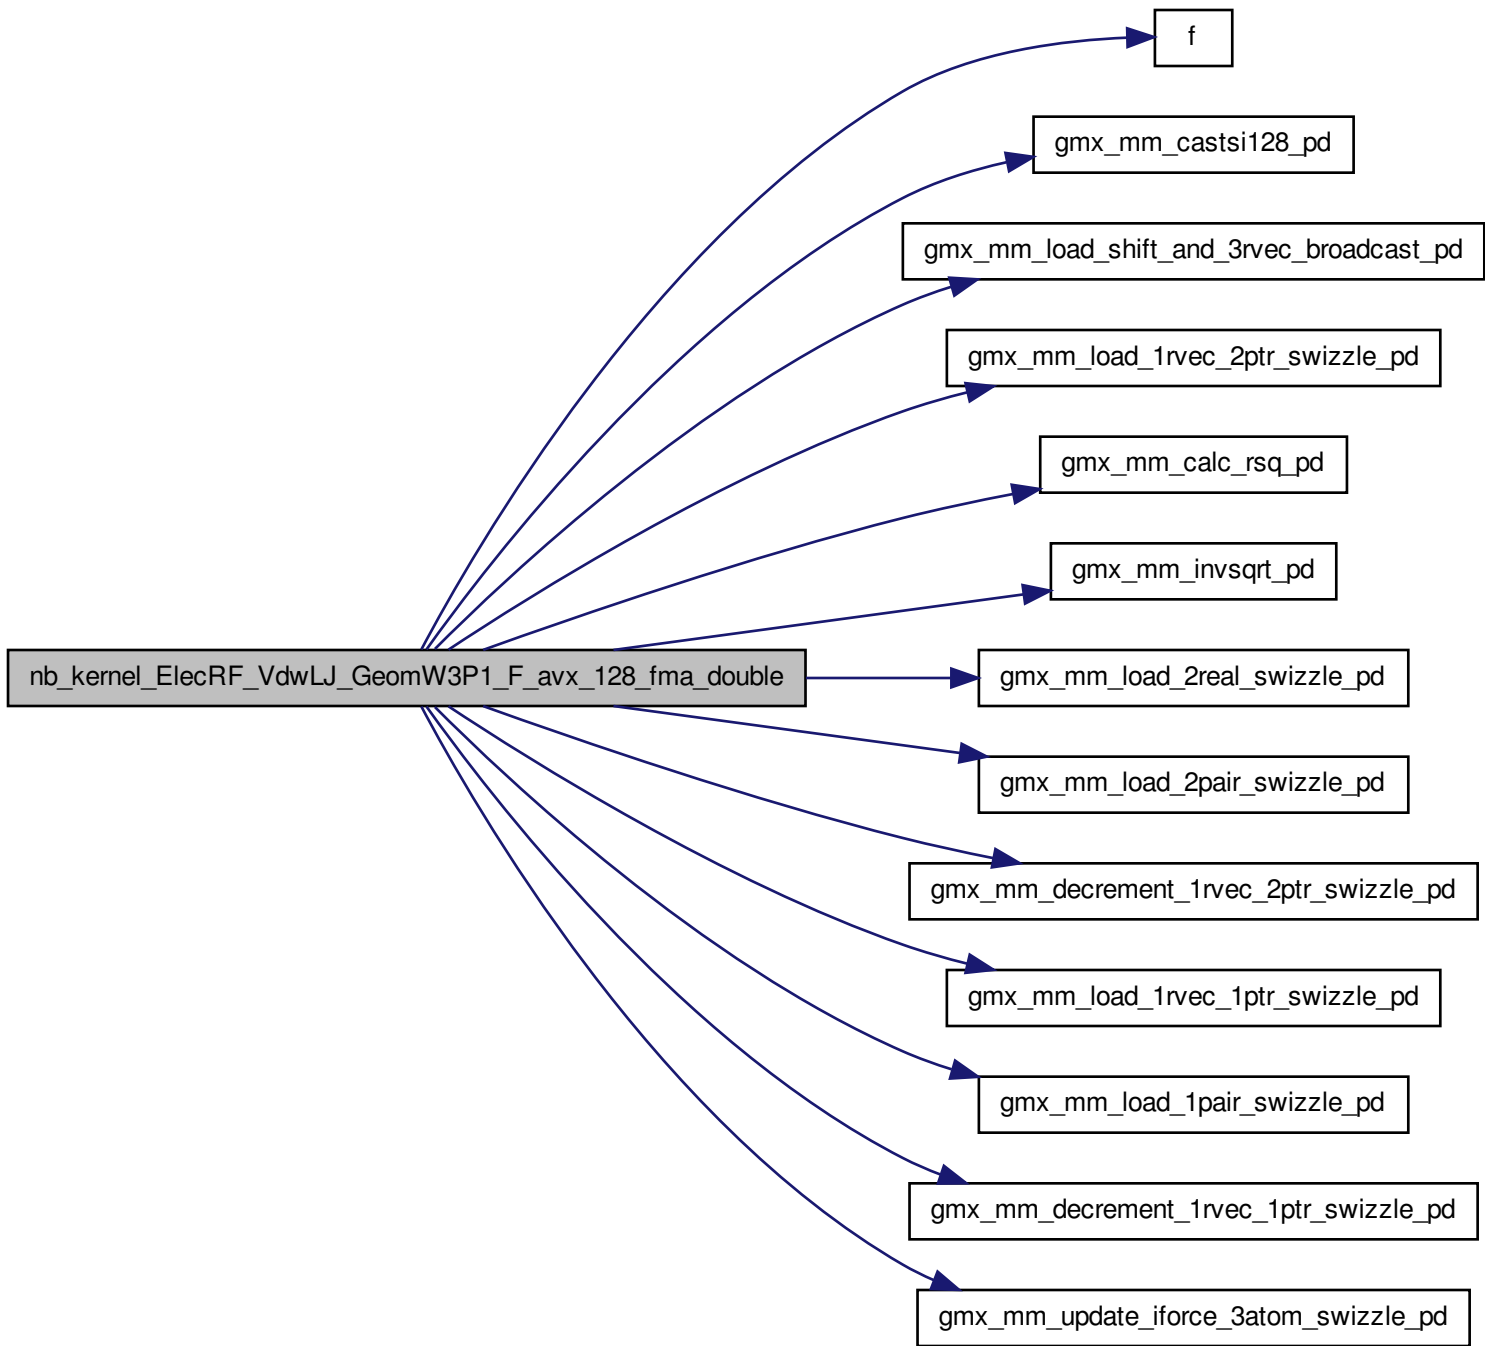 f
gmx_mm_castsi128_pd
gmx_mm_load_shift_and_3rvec_broadcast_pd
gmx_mm_load_1rvec_2ptr_swizzle_pd
gmx_mm_calc_rsq_pd
gmx_mm_invsqrt_pd
nb_kernel_ElecRF_VdwLJ_GeomW3P1_F_avx_128_fma_double
gmx_mm_load_2real_swizzle_pd
gmx_mm_load_2pair_swizzle_pd
gmx_mm_decrement_1rvec_2ptr_swizzle_pd
gmx_mm_load_1rvec_1ptr_swizzle_pd
gmx_mm_load_1pair_swizzle_pd
gmx_mm_decrement_1rvec_1ptr_swizzle_pd
gmx_mm_update_iforce_3atom_swizzle_pd